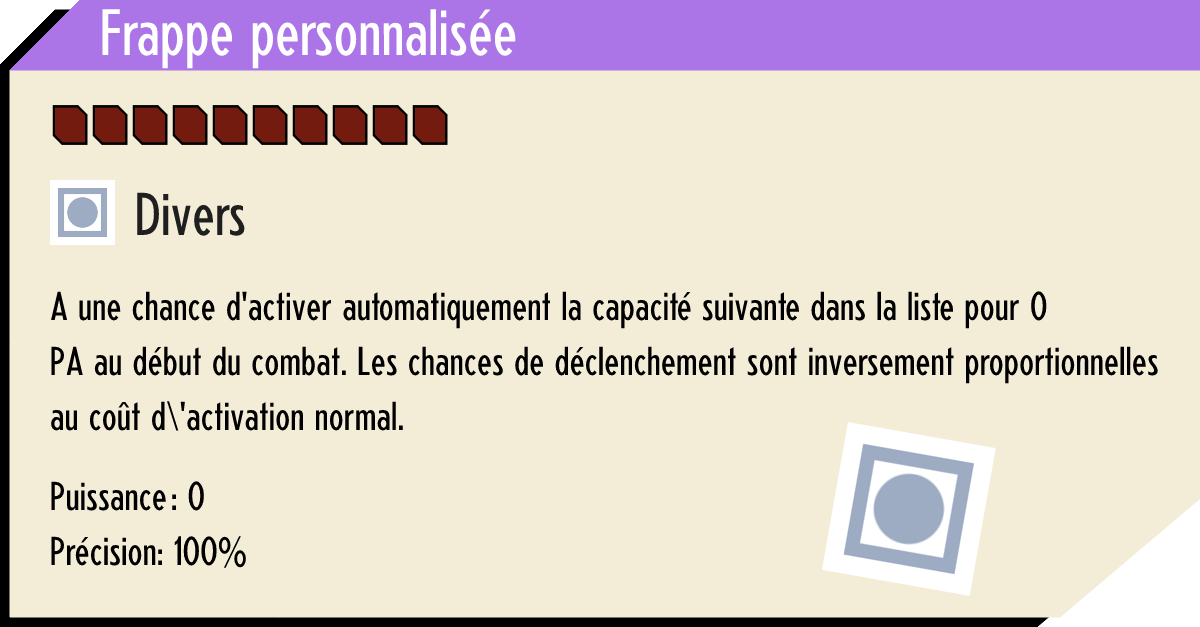 Frappe personnalisée
Divers
A une chance d'activer automatiquement la capacité suivante dans la liste pour 0
PA au début du combat. Les chances de déclenchement sont inversement proportionnelles
au coût d\'activation normal.
Puissance : 0
Précision: 100%